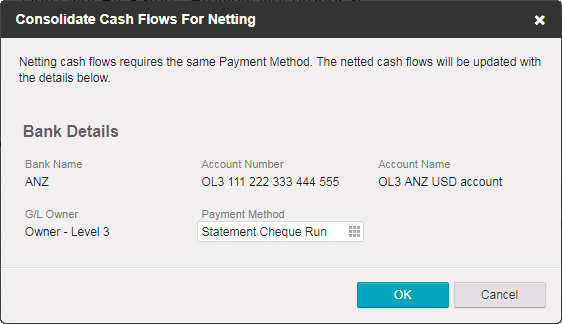 Consolidate Cash Flows For Netting
Netting cash flows requires the same Payment Method. The netted cash flows will be updated with
the details below.
Bank Details
Bank Name Account Number Account Name
ANZ OL3 111 222 333 444 555 OL3 ANZ USD account
G/L Owner Payment Method
Owner - Level 3 Statement Cheque Run
OK Cancel